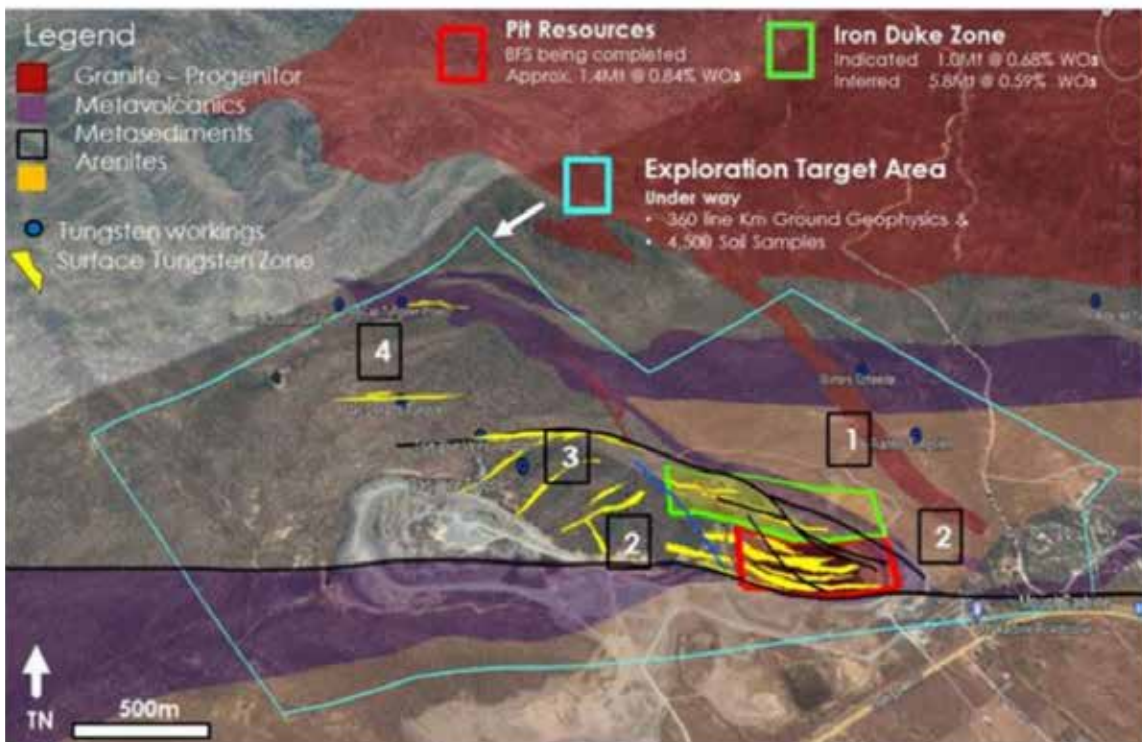 Legend
Granite – Progenitor
Metavolcanics
Metasediments
Arenites
Tungsten workings
Surface Tungsten Zone
Pit Resources
BFS being completed
Approx. 1.4Mt @ 0.84% WO₃
Iron Duke Zone
Indicated 1.0Mt @ 0.68% WO₃
Inferred 5.8Mt @ 0.59% WO₃
Exploration Target Area
Under way
• 360 line Km Ground Geophysics &
• 4,500 Soil Samples
4
1
3
2
2
TN
500m